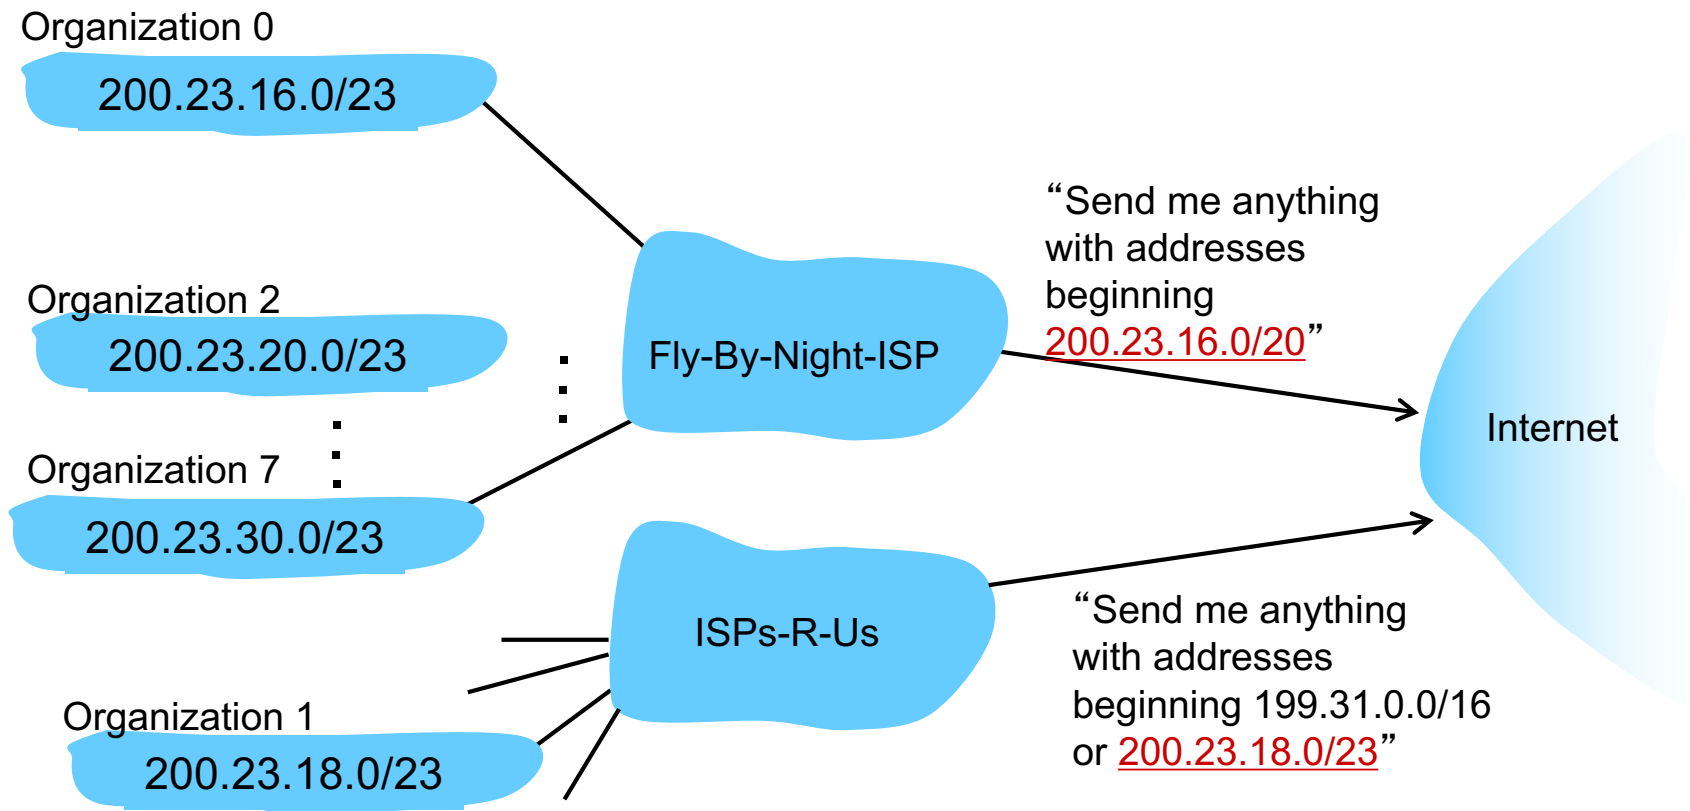 Organization 0
200.23.16.0/23
Organization 2
200.23.20.0/23
Organization 7
200.23.30.0/23
Fly-By-Night-ISP
“Send me anything
with addresses
beginning
200.23.16.0/20”
Internet
ISPs-R-Us
Organization 1
200.23.18.0/23
“Send me anything
with addresses
beginning 199.31.0.0/16
or 200.23.18.0/23”